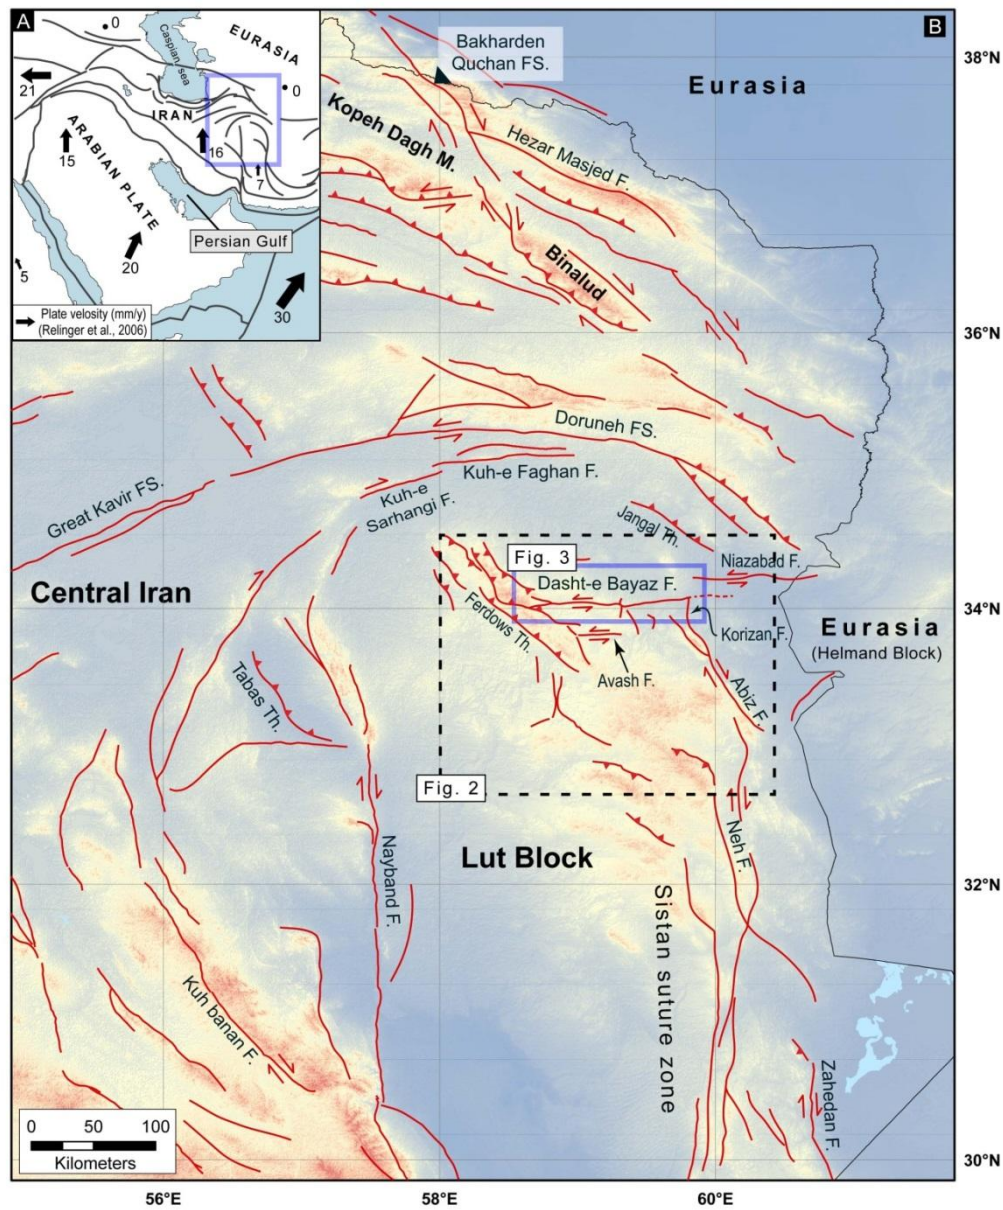 A
0
EURASIA
Caspian sea
0
21
IRAN
15
16
ARABIAN PLATE
7
Persian Gulf
20
5
30
Plate velosity (mm/y)
(Relinger et al., 2006)
B
38°N
Bakharden
Quchan FS.
Eurasia
Kopeh Dagh M.
Hezar Masjed F.
Binalud
36°N
Doruneh FS.
Kuh-e Faghan F.
Kuh-e
Sarhangi F.
Great Kavir FS.
Jangal Th.
Fig. 3
Niazabad F.
Dasht-e Bayaz F.
Central Iran
34°N
Ferdows Th.
Korizan F.
Eurasia
(Helmand Block)
Avash F.
Abiz F.
Tabas Th.
Fig. 2
Neh F.
Nayband F.
Lut Block
32°N
Sistan suture zone
Kuh banan F.
Zahedan F.
0 50 100
Kilometers
30°N
56°E 58°E 60°E